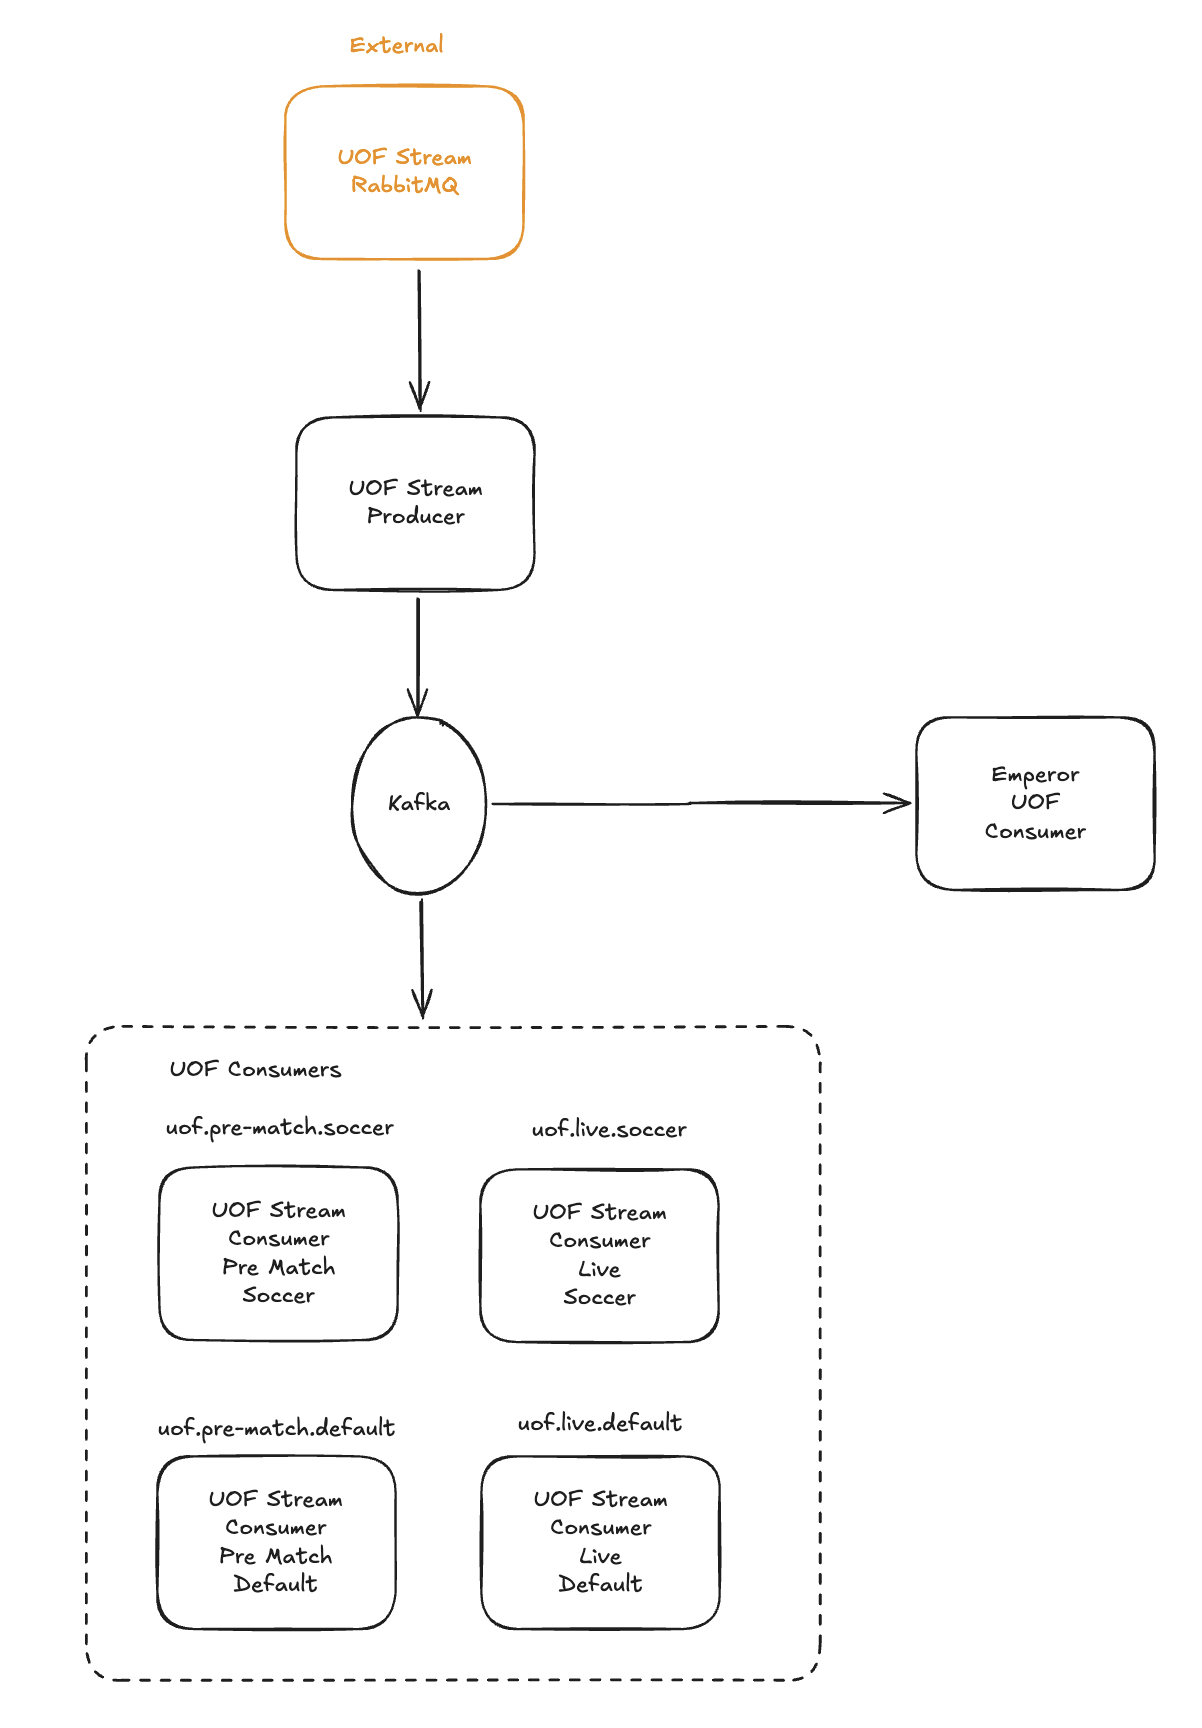 External
UOF Stream
RabbitMQ
UOF Stream
Producer
Kafka
Emperor
UOF
Consumer
UOF Consumers
uof.pre-match.soccer
uof.live.soccer
UOF Stream
Consumer
Pre Match
Soccer
UOF Stream
Consumer
Live
Soccer
uof.pre-match.default
uof.live.default
UOF Stream
Consumer
Pre Match
Default
UOF Stream
Consumer
Live
Default